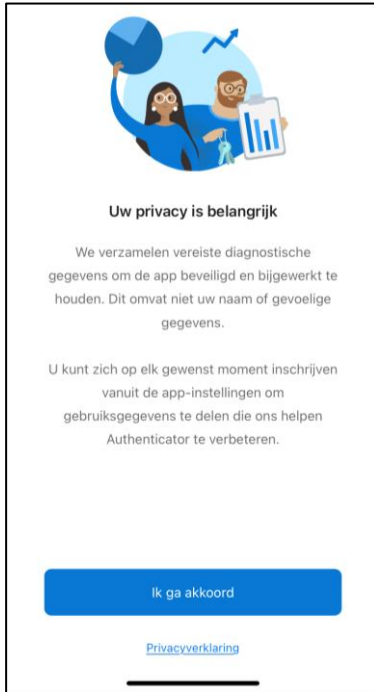 Uw privacy is belangrijk
We verzamelen vereiste diagnostische
gegevens om de app beveiligd en bijgewerkt te
houden. Dit omvat niet uw naam of gevoelige
gegevens.
U kunt zich op elk gewenst moment inschrijven
vanuit de app-instellingen om
gebruiksgegevens te delen die ons helpen
Authenticator te verbeteren.
Ik ga akkoord
Privacyverklaring